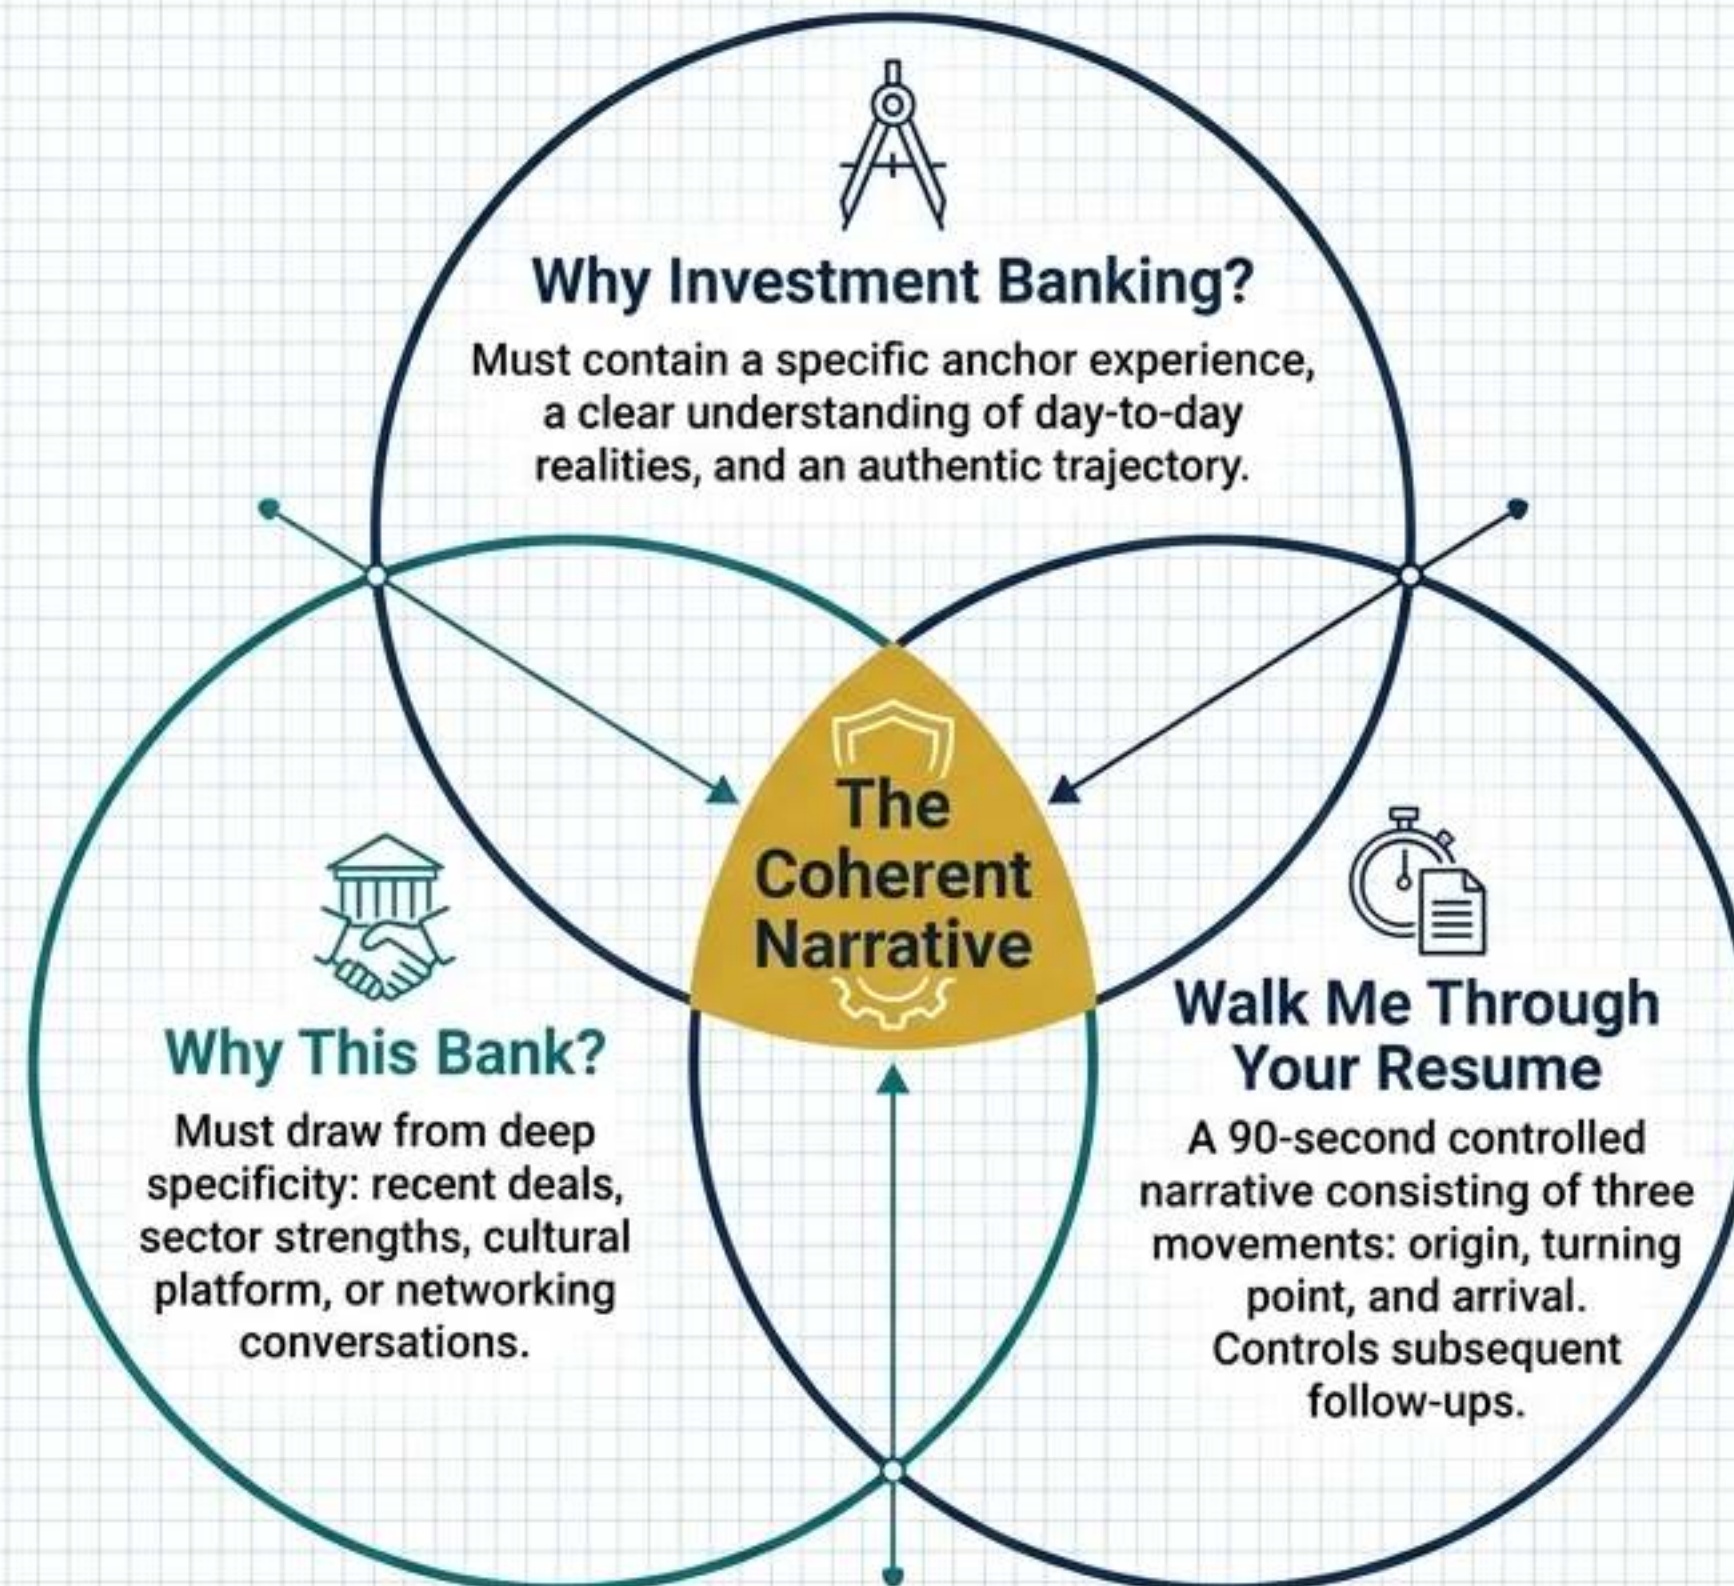 Why Investment Banking?
Must contain a specific anchor experience,
a clear understanding of day-to-day
realities, and an authentic trajectory.
The
Coherent
Narrative
Why This Bank?
Must draw from deep
specificity: recent deals,
sector strengths, cultural
platform, or networking
conversations.
Walk Me Through
Your Resume
A 90-second controlled
narrative consisting of three
movements: origin, turning
point, and arrival.
Controls subsequent
follow-ups.